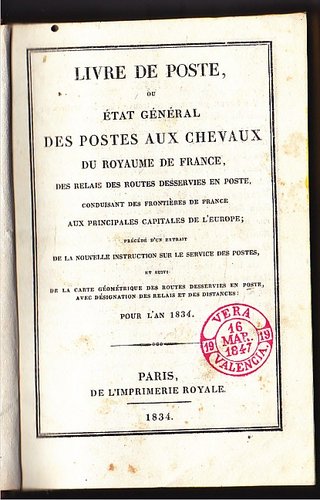 LIVRE DE POSTE,
OU
ÉTAT GÉNÉRAL
DES POSTES AUX CHEVAUX
DU ROYAUME DE FRANCE,
DES RELAIS DES ROUTES DESSERVIES EN POSTE,
CONDUISANT DES FRONTIÈRES DE FRANCE
AUX PRINCIPALES CAPITALES DE L'EUROPE;
PRÉCÉDÉ D'UN EXTRAIT
DE LA NOUVELLE INSTRUCTION SUR LE SERVICE DES POSTES,
ET SUIVI
DE LA CARTE GÉOMÉTRIQUE DES ROUTES DESSERVIES EN POSTE,
AVEC DÉSIGNATION DES RELAIS ET DES DISTANCES:
POUR L'AN 1834.
VERA
16
MAR.
1847
19 19
VALENCIA.
PARIS,
DE L'IMPRIMERIE ROYALE.
1834.